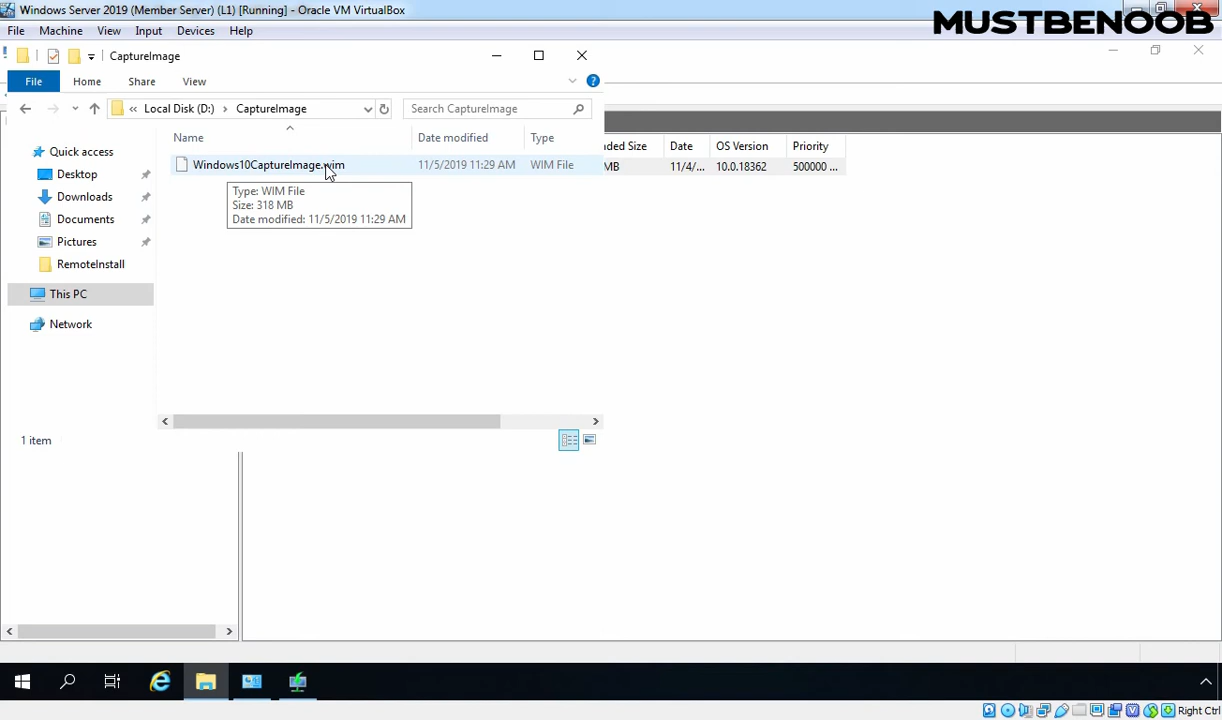 Windows Server 2019 (Member Server) (L1) [Running] - Oracle VM VirtualBox
MUSTBENOOB
File Machine View Input Devices Help
CaptureImage
File Home Share View
« Local Disk (D:) › CaptureImage
Search CaptureImage
Name Date modified Type
Windows10CaptureImage.wim 11/5/2019 11:29 AM WIM File
Type: WIM File
Size: 318 MB
Date modified: 11/5/2019 11:29 AM
Quick access
Desktop
Downloads
Documents
Pictures
RemoteInstall
This PC
Network
1 item
ded Size Date OS Version Priority
MB 11/4/... 10.0.18362 500000 ...
Right Ctrl